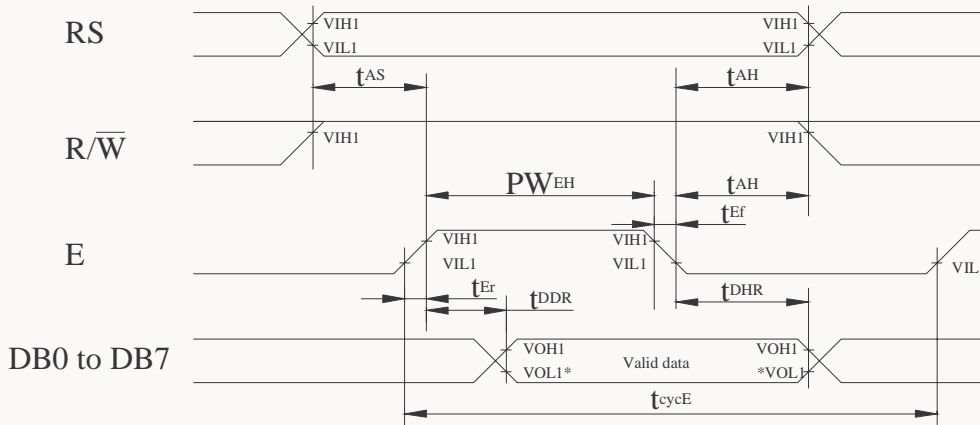 RS VIH1 VIH1
VIL1 VIL1
tAS tAH
R/W̅ VIH1 VIH1
PWEH tAH
tEf
E VIH1 VIH1
VIL1 VIL1 VIL
tEr tDDR tDHR
DB0 to DB7 VOH1 Valid data VOH1
VOL1* *VOL1
tcycE